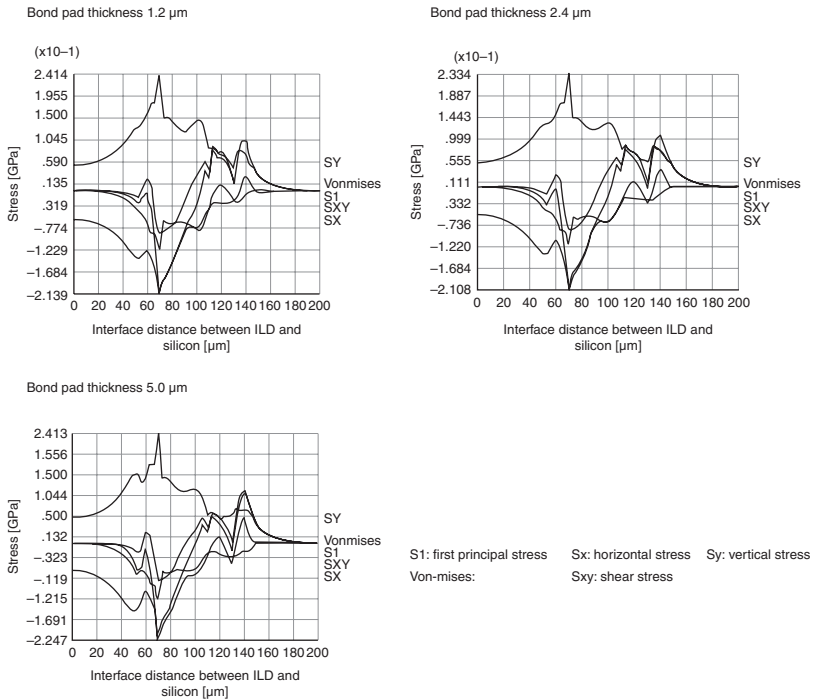 Bond pad thickness 1.2 μm
(x10–1)
2.414
1.955
1.500
1.045
.590
.135
.319
–.774
–1.229
–1.684
–2.139
Stress [GPa]
0 20 40 60 80 100 120 140 160 180 200
Interface distance between ILD and
silicon [μm]
SY
Vonmises
S1
SXY
SX
Bond pad thickness 2.4 μm
(x10–1)
2.334
1.887
1.443
.999
.555
.111
.332
–.736
–1.220
–1.684
–2.108
Stress [GPa]
0 20 40 60 80 100 120 140 160 180 200
Interface distance between ILD and
silicon [μm]
SY
Vonmises
S1
SXY
SX
Bond pad thickness 5.0 μm
2.413
1.556
1.500
1.044
.500
.132
–.323
–.119
–1.215
–1.691
–2.247
Stress [GPa]
0 20 40 60 80 100 120 140 160 180 200
Interface distance between ILD and
silicon [μm]
SY
Vonmises
S1
SXY
SX
S1: first principal stress Sx: horizontal stress Sy: vertical stress
Von-mises: Sxy: shear stress